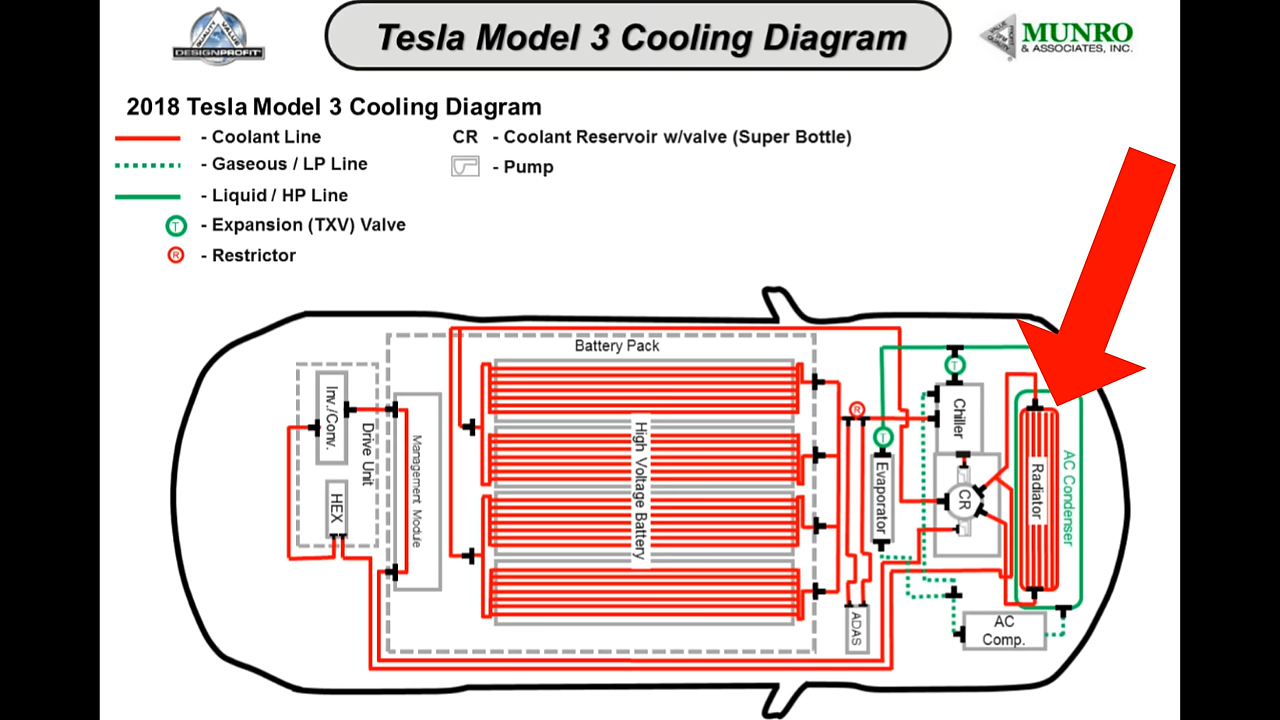 DESIGNPROFIT
Tesla Model 3 Cooling Diagram
MUNRO
& ASSOCIATES, INC.
2018 Tesla Model 3 Cooling Diagram
- Coolant Line
- Gaseous / LP Line
- Liquid / HP Line
T - Expansion (TXV) Valve
R - Restrictor
CR - Coolant Reservoir w/valve (Super Bottle)
- Pump
Battery Pack
Inv./Conv.
Drive Unit
HEX
Management Module
High Voltage Battery
R
ADAS
T
Evaporator
T
Chiller
CR
Radiator
AC Condenser
AC
Comp.